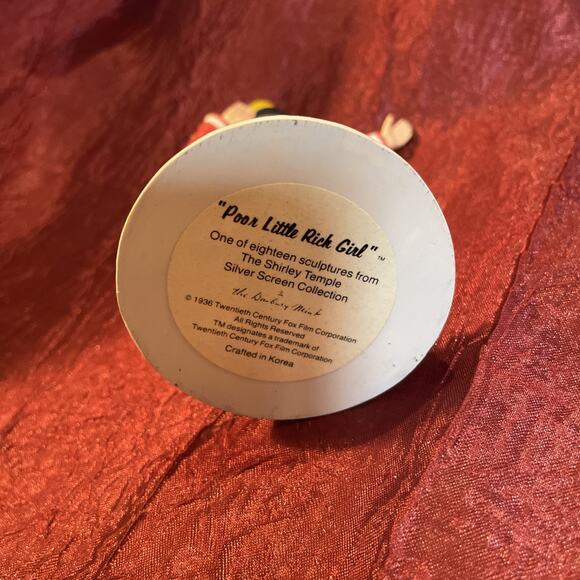 "Poor Little Rich Girl"™
One of eighteen sculptures from
The Shirley Temple
Silver Screen Collection
The Danbury Mint
© 1936 Twentieth Century Fox Film Corporation
All Rights Reserved
TM designates a trademark of
Twentieth Century Fox Film Corporation
Crafted in Korea